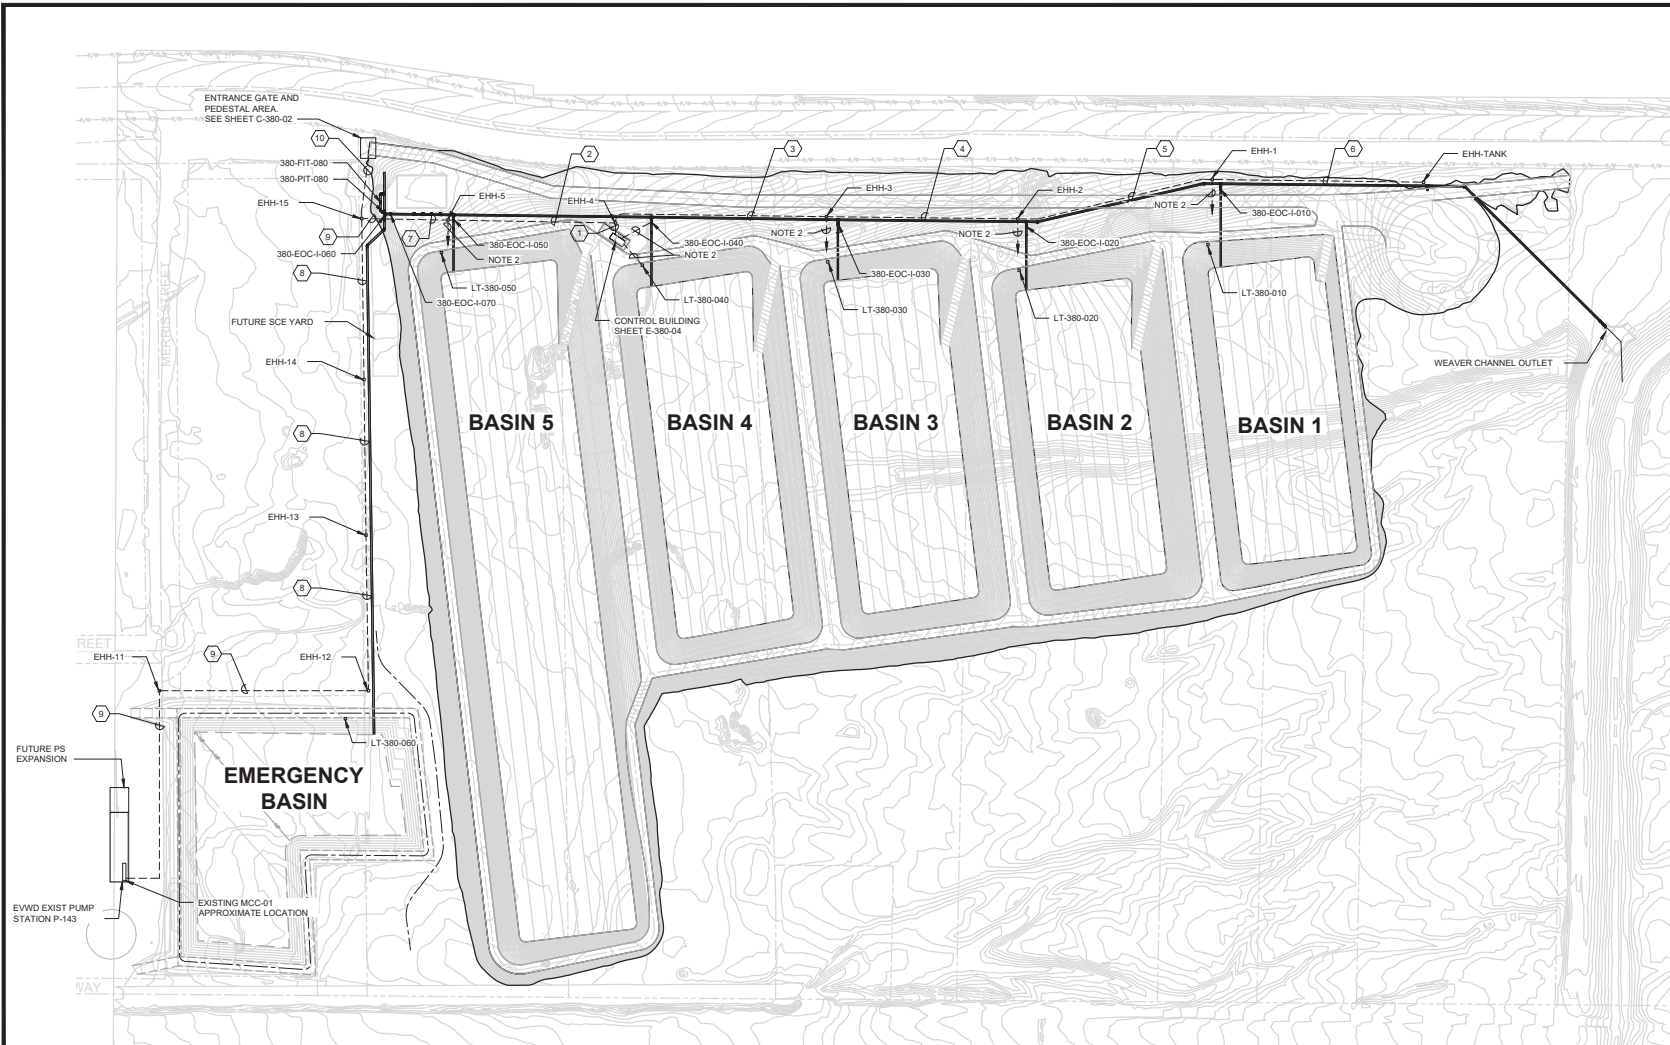 ENTRANCE GATE AND
PEDESTAL AREA.
SEE SHEET C-380-02
10
380-FIT-080
380-PIT-080
EHH-15
9
380-EOC-I-060
8
7
2
EHH-5
EHH-4
1
380-EOC-I-050
NOTE 2
LT-380-050
380-EOC-I-070
3
4
EHH-3
EHH-2
5
EHH-1
6
EHH-TANK
380-EOC-I-040
NOTE 2
LT-380-040
CONTROL BUILDING
SHEET E-380-04
NOTE 2
380-EOC-I-030
LT-380-030
NOTE 2
380-EOC-I-020
LT-380-020
NOTE 2
380-EOC-I-010
LT-380-010
WEAVER CHANNEL OUTLET
MERRIS STREET
FUTURE SCE YARD
EHH-14
BASIN 5
BASIN 4
BASIN 3
BASIN 2
BASIN 1
8
EHH-13
8
REET
EHH-11
9
EHH-12
9
LT-380-060
FUTURE PS
EXPANSION
EMERGENCY
BASIN
EVWD EXIST PUMP
STATION P-143
EXISTING MCC-01
APPROXIMATE LOCATION
WAY